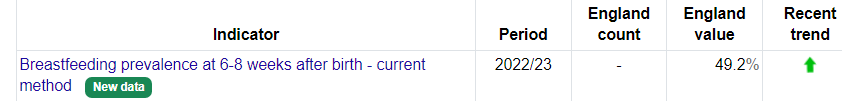 Indicator Period England count England value Recent trend
Breastfeeding prevalence at 6-8 weeks after birth - current 2022/23 - 49.2%
method New data